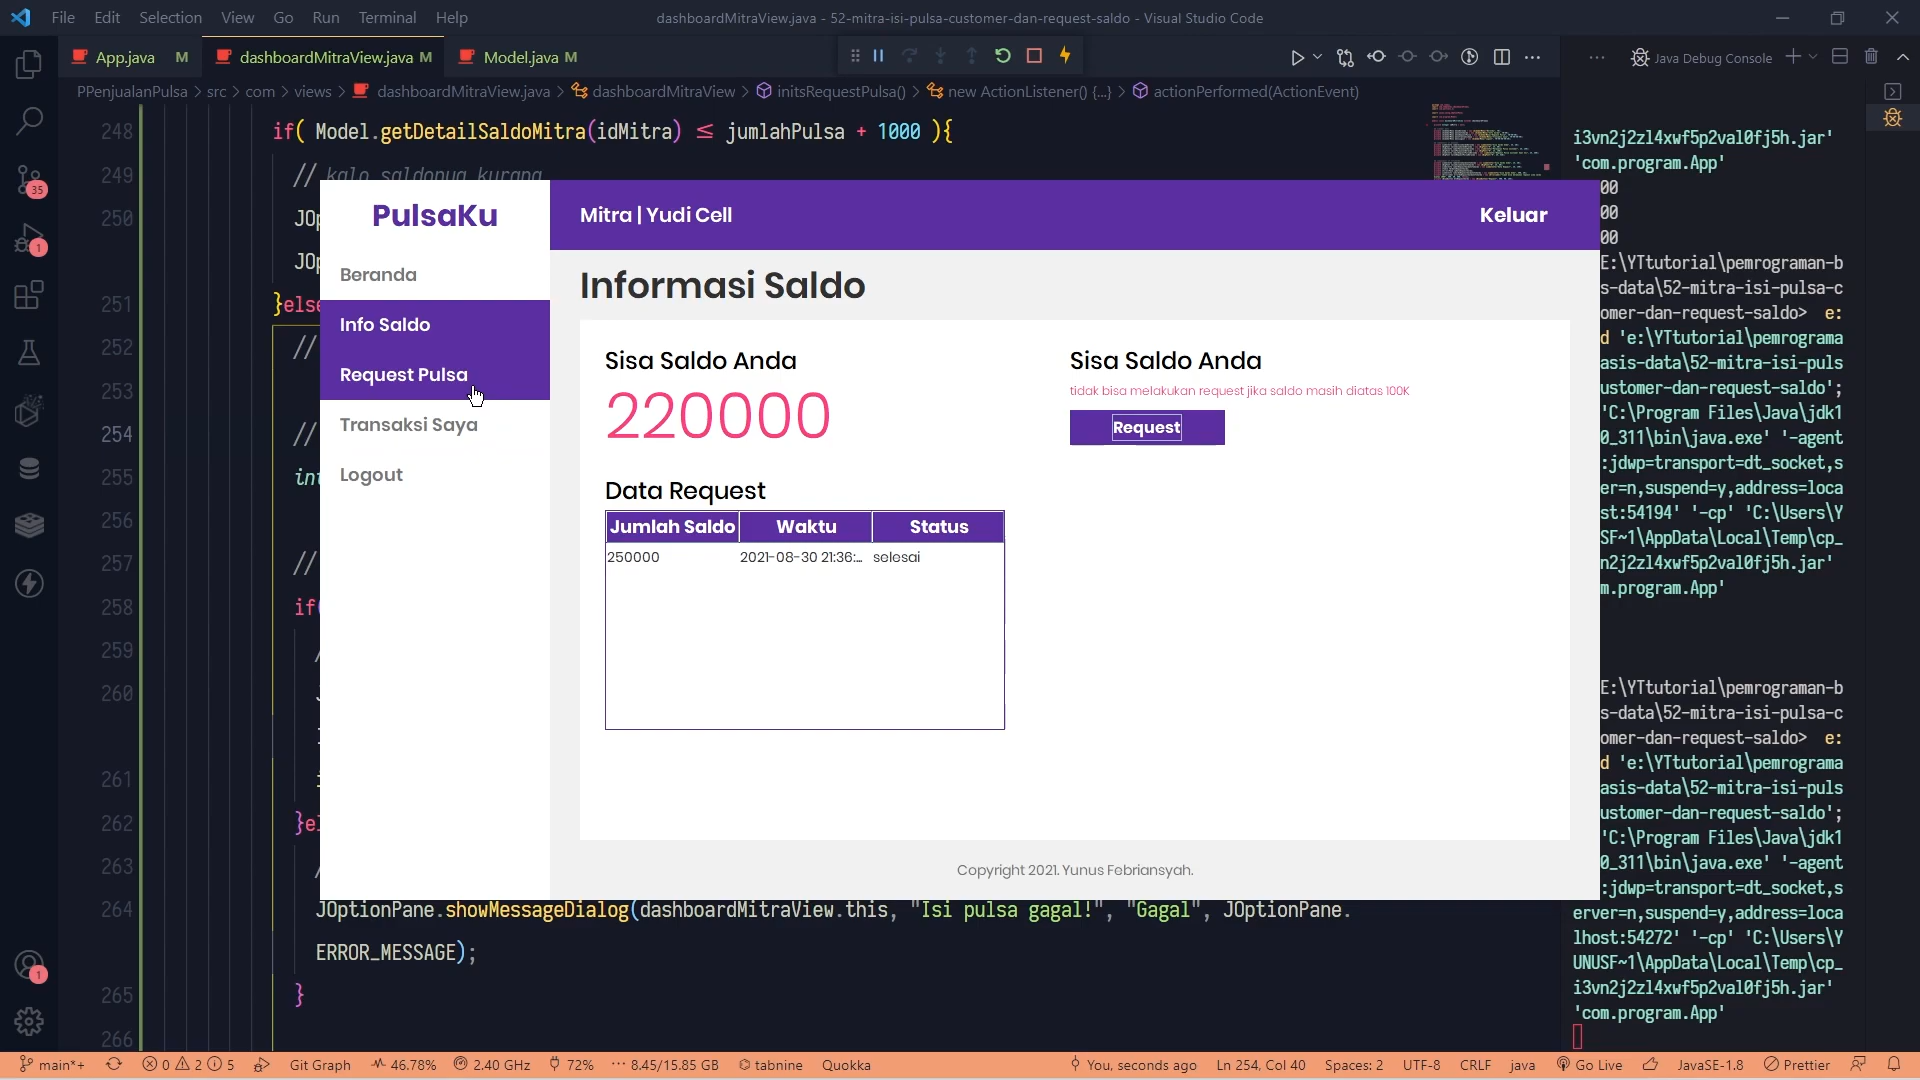 File Edit Selection View Go Run Terminal Help
dashboardMitraView.java - 52-mitra-isi-pulsa-customer-dan-request-saldo - Visual Studio Code
App.java M
dashboardMitraView.java M
Model.java M
Java Debug Console
PPenjualanPulsa > src > com > views > dashboardMitraView.java > dashboardMitraView > initsRequestPulsa() > new ActionListener() {...} > actionPerformed(ActionEvent)
248 if( Model.getDetailSaldoMitra(idMitra) ≤ jumlahPulsa + 1000 ){
249 // kalo saldonya kurang
250 JOp
JOp
251 }else
252 //
253
254 //
255 int
256
257 //
258 if(
259 /
260
261
262 }el
263 /
264 JOptionPane.showMessageDialog(dashboardMitraView.this, "Isi pulsa gagal!", "Gagal", JOptionPane.
ERROR_MESSAGE);
265 }
266
35
1
1
PulsaKu
Beranda
Info Saldo
Request Pulsa
Transaksi Saya
Logout
Mitra | Yudi Cell
Keluar
Informasi Saldo
Sisa Saldo Anda
220000
Sisa Saldo Anda
tidak bisa melakukan request jika saldo masih diatas 100K
Request
Data Request
Jumlah Saldo Waktu Status
250000 2021-08-30 21:36:... selesai
Copyright 2021. Yunus Febriansyah.
i3vn2j2zl4xwf5p2val0fj5h.jar'
'com.program.App'
00
00
00
E:\YTtutorial\pemrograman-b
s-data\52-mitra-isi-pulsa-c
omer-dan-request-saldo> e:
d 'e:\YTtutorial\pemrograma
asis-data\52-mitra-isi-puls
ustomer-dan-request-saldo';
'C:\Program Files\Java\jdk1
0_311\bin\java.exe' '-agent
:jdwp=transport=dt_socket,s
er=n,suspend=y,address=loca
st:54194' '-cp' 'C:\Users\Y
SF~1\AppData\Local\Temp\cp_
n2j2zl4xwf5p2val0fj5h.jar'
m.program.App'
E:\YTtutorial\pemrograman-b
s-data\52-mitra-isi-pulsa-c
omer-dan-request-saldo> e:
d 'e:\YTtutorial\pemrograma
asis-data\52-mitra-isi-puls
ustomer-dan-request-saldo';
'C:\Program Files\Java\jdk1
0_311\bin\java.exe' '-agent
:jdwp=transport=dt_socket,s
erver=n,suspend=y,address=loca
lhost:54272' '-cp' 'C:\Users\Y
UNUSF~1\AppData\Local\Temp\cp_
i3vn2j2zl4xwf5p2val0fj5h.jar'
'com.program.App'
main*+ 0 2 5 Git Graph 46.78% 2.40 GHz 72% 8.45/15.85 GB tabnine Quokka You, seconds ago Ln 254, Col 40 Spaces: 2 UTF-8 CRLF java Go Live JavaSE-1.8 Prettier